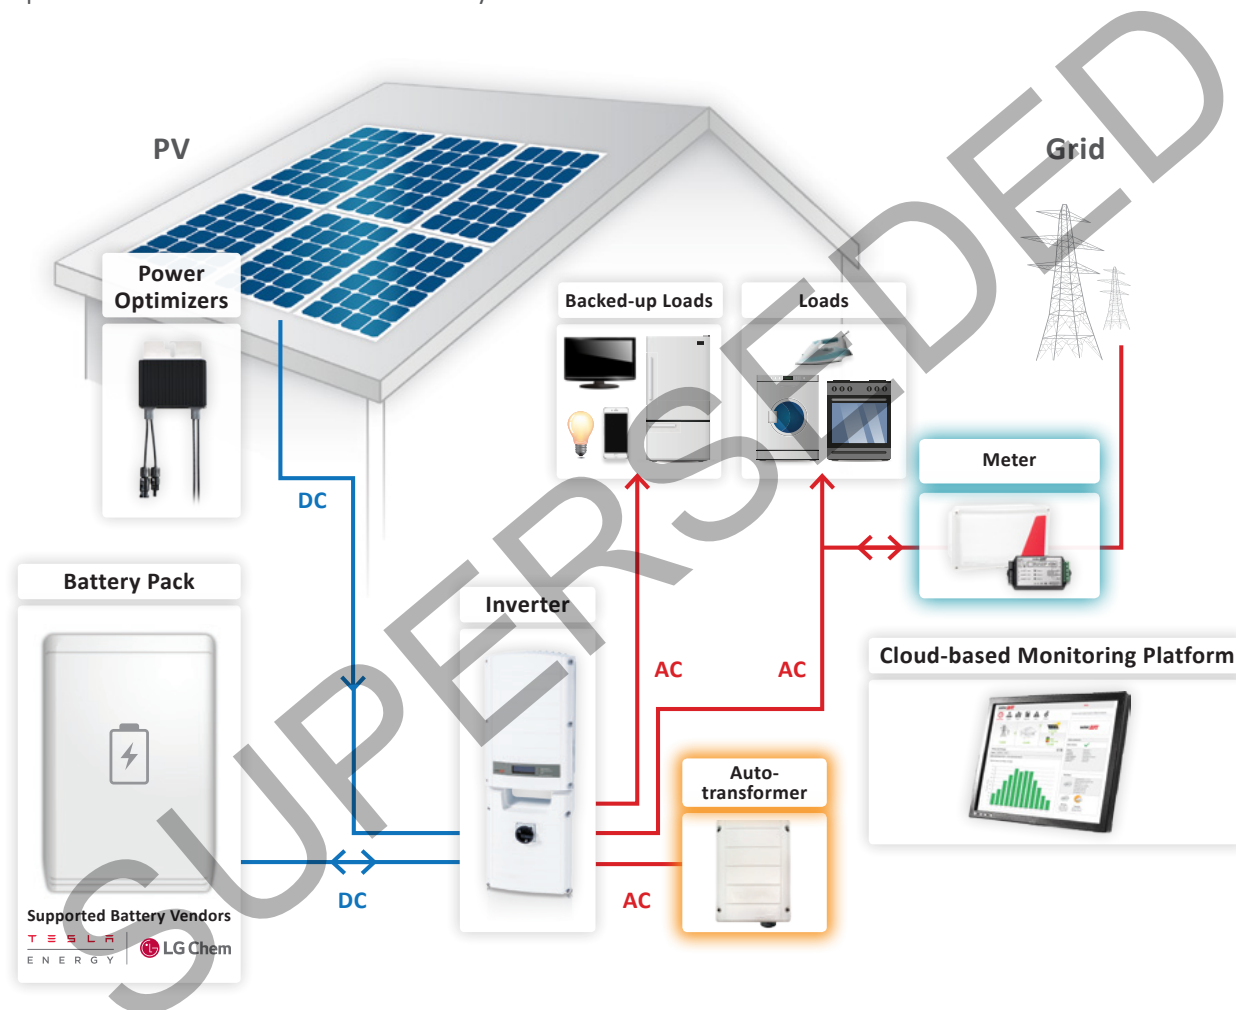 PV
Grid
Power
Optimizers
Backed-up Loads
Loads
Meter
DC
Battery Pack
Inverter
AC
AC
Cloud-based Monitoring Platform
Auto-
transformer
DC
AC
Supported Battery Vendors
TESLA
ENERGY
LG Chem
SUPERSEDED